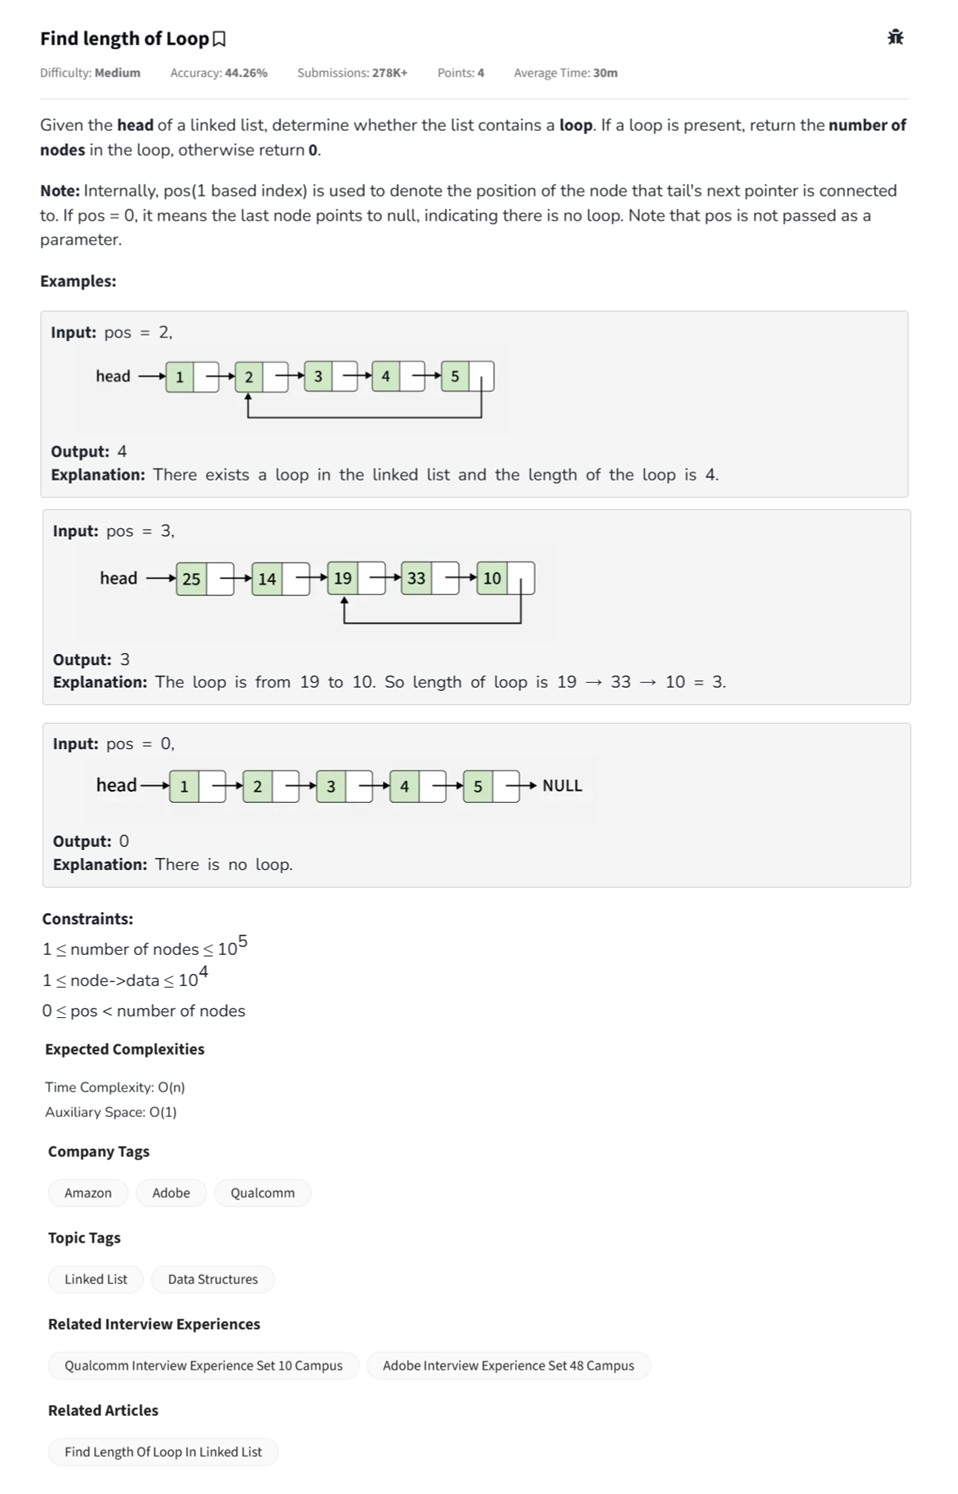 Find length of Loop
Difficulty: Medium Accuracy: 44.26% Submissions: 278K+ Points: 4 Average Time: 30m
Given the head of a linked list, determine whether the list contains a loop. If a loop is present, return the number of
nodes in the loop, otherwise return 0.
Note: Internally, pos(1 based index) is used to denote the position of the node that tail's next pointer is connected
to. If pos = 0, it means the last node points to null, indicating there is no loop. Note that pos is not passed as a
parameter.
Examples:
Input: pos = 2,
head 1 2 3 4 5
Output: 4
Explanation: There exists a loop in the linked list and the length of the loop is 4.
Input: pos = 3,
head 25 14 19 33 10
Output: 3
Explanation: The loop is from 19 to 10. So length of loop is 19 → 33 → 10 = 3.
Input: pos = 0,
head 1 2 3 4 5 NULL
Output: 0
Explanation: There is no loop.
Constraints:
1 ≤ number of nodes ≤ 10^5
1 ≤ node->data ≤ 10^4
0 ≤ pos < number of nodes
Expected Complexities
Time Complexity: O(n)
Auxiliary Space: O(1)
Company Tags
Amazon Adobe Qualcomm
Topic Tags
Linked List Data Structures
Related Interview Experiences
Qualcomm Interview Experience Set 10 Campus Adobe Interview Experience Set 48 Campus
Related Articles
Find Length Of Loop In Linked List